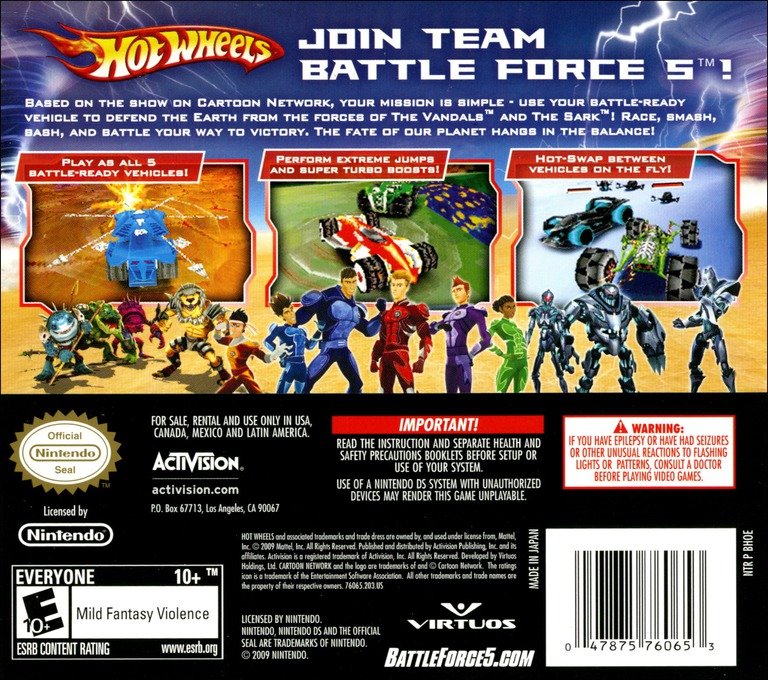 HOT WHEELS
JOIN TEAM
BATTLE FORCE 5™!
BASED ON THE SHOW ON CARTOON NETWORK, YOUR MISSION IS SIMPLE - USE YOUR BATTLE-READY
VEHICLE TO DEFEND THE EARTH FROM THE FORCES OF THE VANDALS™ AND THE SARK™! RACE, SMASH,
BASH, AND BATTLE YOUR WAY TO VICTORY. THE FATE OF OUR PLANET HANGS IN THE BALANCE!
PLAY AS ALL 5
BATTLE-READY VEHICLES!
PERFORM EXTREME JUMPS
AND SUPER TURBO BOOSTS!
HOT-SWAP BETWEEN
VEHICLES ON THE FLY!
Official
Nintendo
Seal
TM
Licensed by
Nintendo®
FOR SALE, RENTAL AND USE ONLY IN USA,
CANADA, MEXICO AND LATIN AMERICA.
ACTIVISION®
activision.com
P.O. Box 67713, Los Angeles, CA 90067
IMPORTANT!
READ THE INSTRUCTION AND SEPARATE HEALTH AND
SAFETY PRECAUTIONS BOOKLETS BEFORE SETUP OR
USE OF YOUR SYSTEM.
USE OF A NINTENDO DS SYSTEM WITH UNAUTHORIZED
DEVICES MAY RENDER THIS GAME UNPLAYABLE.
WARNING:
IF YOU HAVE EPILEPSY OR HAVE HAD SEIZURES
OR OTHER UNUSUAL REACTIONS TO FLASHING
LIGHTS OR PATTERNS, CONSULT A DOCTOR
BEFORE PLAYING VIDEO GAMES.
HOT WHEELS and associated trademarks and trade dress are owned by, and used under license from, Mattel,
Inc. © 2009 Mattel, Inc. All Rights Reserved. Published and distributed by Activision Publishing, Inc. and its
affiliates. Activision is a registered trademark of Activision, Inc. All Rights Reserved. Developed by Virtuos
Holdings, Ltd. CARTOON NETWORK and the logo are trademarks of and © Cartoon Network. The ratings
icon is a trademark of the Entertainment Software Association. All other trademarks and trade names are
the property of their respective owners. 76065.203.US
EVERYONE 10+ ™
E
10+
Mild Fantasy Violence
ESRB CONTENT RATING www.esrb.org
LICENSED BY NINTENDO.
NINTENDO, NINTENDO DS AND THE OFFICIAL
SEAL ARE TRADEMARKS OF NINTENDO.
© 2009 NINTENDO.
VIRTUOS
BATTLEFORCE5.COM
MADE IN JAPAN
0 47875 76065 3
NTR P BHOE